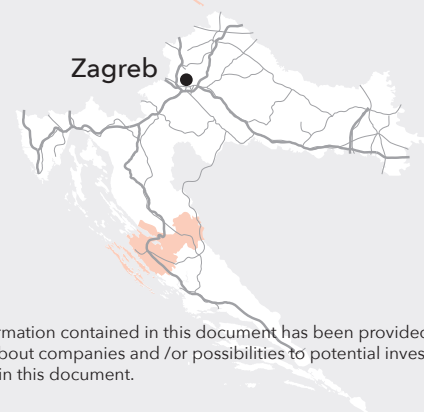 Zagreb
rmation contained in this document has been provided
bout companies and /or possibilities to potential inves
in this document.